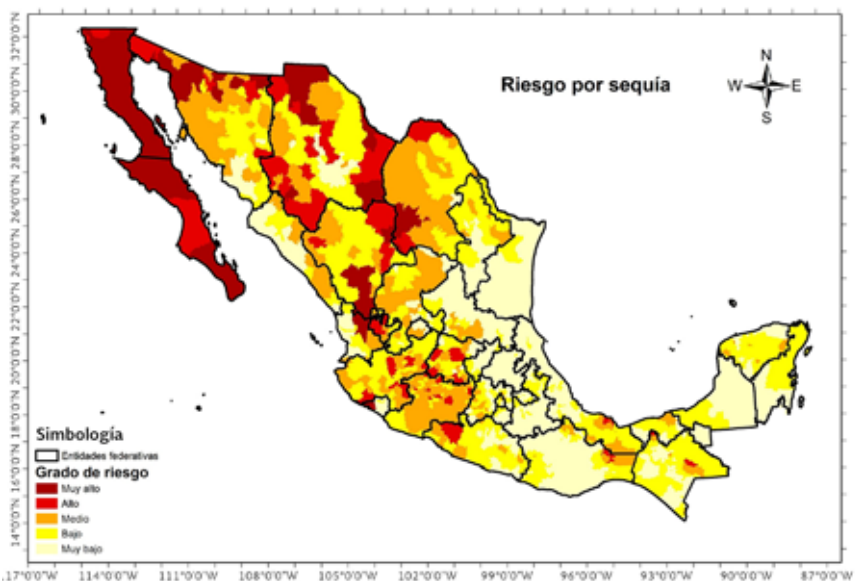 Riesgo por sequía
N
W E
S
32°0'0"N
30°0'0"N
28°0'0"N
26°0'0"N
24°0'0"N
22°0'0"N
20°0'0"N
18°0'0"N
16°0'0"N
14°0'0"N
Simbología
Entidades federativas
Grado de riesgo
Muy alto
Alto
Medio
Bajo
Muy bajo
117°0'0"W 114°0'0"W 111°0'0"W 108°0'0"W 105°0'0"W 102°0'0"W 99°0'0"W 96°0'0"W 93°0'0"W 90°0'0"W 87°0'0"W